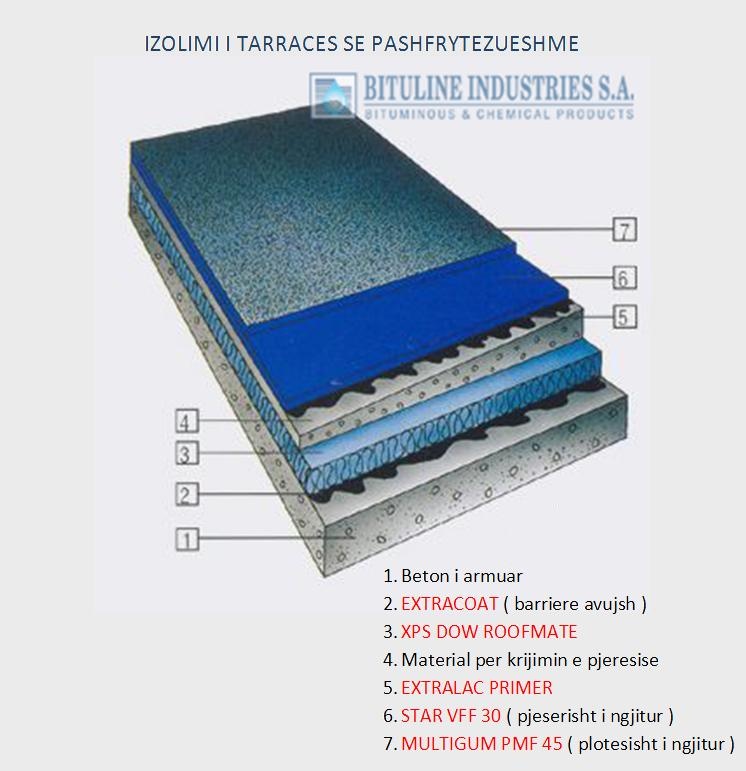 IZOLIMI I TARRACES SE PASHFRYTEZUESHME
BITULINE INDUSTRIES S.A.
BITUMINOUS & CHEMICAL PRODUCTS
7
6
5
4
3
2
1
1. Beton i armuar
2. EXTRACOAT ( barriere avujsh )
3. XPS DOW ROOFMATE
4. Material per krijimin e pjeresise
5. EXTRALAC PRIMER
6. STAR VFF 30 ( pjeserisht i ngjitur )
7. MULTIGUM PMF 45 ( plotesisht i ngjitur )